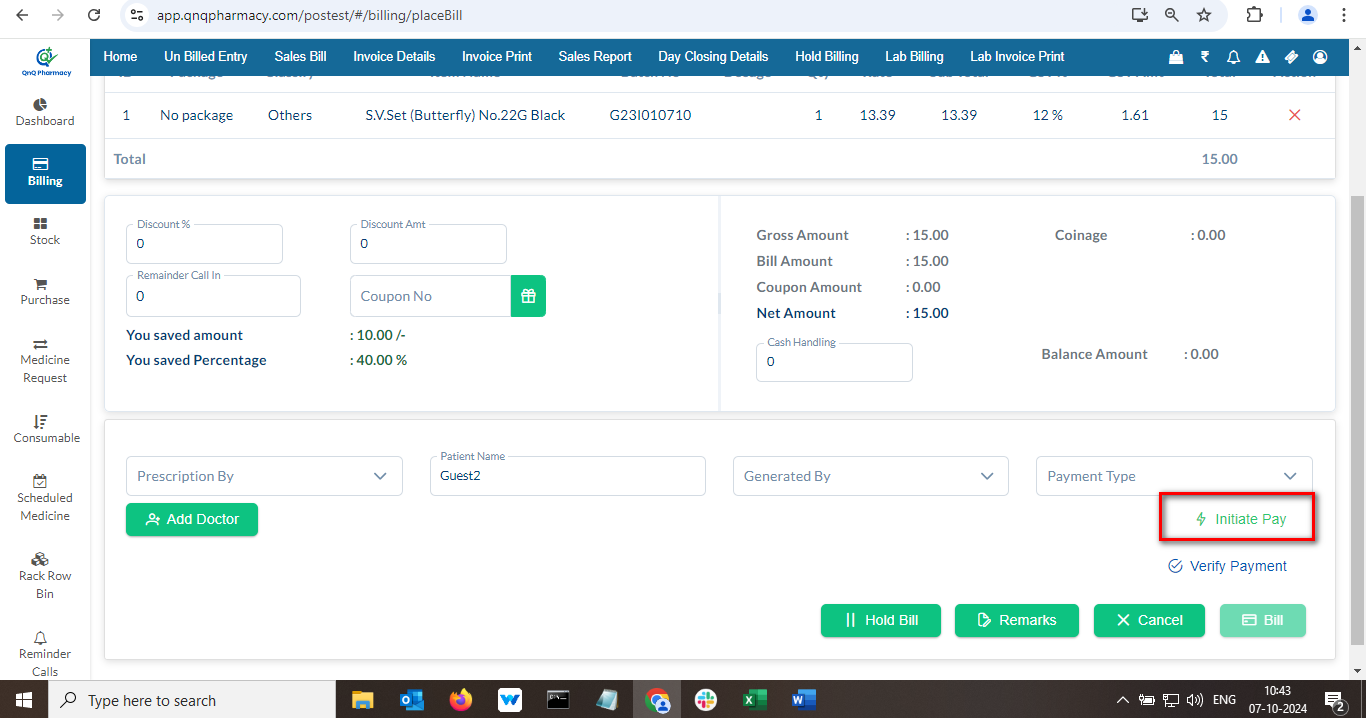 app.qnqpharmacy.com/postest/#/billing/placeBill
QnQ Pharmacy
Home Un Billed Entry Sales Bill Invoice Details Invoice Print Sales Report Day Closing Details Hold Billing Lab Billing Lab Invoice Print
Dashboard
Billing
Stock
Purchase
Medicine
Request
Consumable
Scheduled
Medicine
Rack Row
Bin
Reminder
Calls
1 No package Others S.V.Set (Butterfly) No.22G Black G23I010710 1 13.39 13.39 12 % 1.61 15
Total 15.00
Discount %
0
Discount Amt
0
Remainder Call In
0
Coupon No
You saved amount : 10.00 /-
You saved Percentage : 40.00 %
Gross Amount : 15.00
Coinage : 0.00
Bill Amount : 15.00
Coupon Amount : 0.00
Net Amount : 15.00
Cash Handling
0
Balance Amount : 0.00
Prescription By
Patient Name
Guest2
Generated By
Payment Type
Add Doctor
Initiate Pay
Verify Payment
Hold Bill
Remarks
Cancel
Bill
Type here to search
ENG
10:43
07-10-2024
2